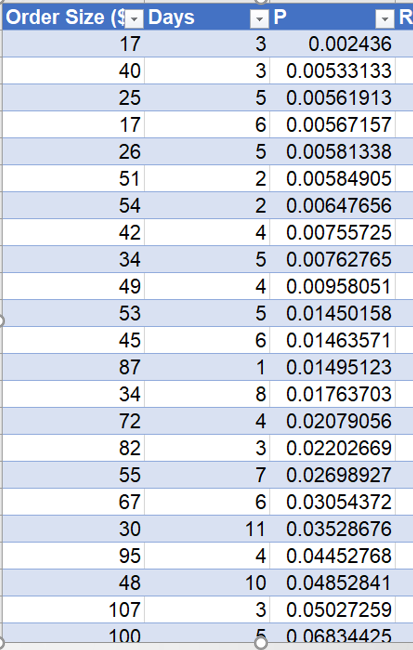 Order Size ($ Days P R
17 3 0.002436
40 3 0.00533133
25 5 0.00561913
17 6 0.00567157
26 5 0.00581338
51 2 0.00584905
54 2 0.00647656
42 4 0.00755725
34 5 0.00762765
49 4 0.00958051
53 5 0.01450158
45 6 0.01463571
87 1 0.01495123
34 8 0.01763703
72 4 0.02079056
82 3 0.02202669
55 7 0.02698927
67 6 0.03054372
30 11 0.03528676
95 4 0.04452768
48 10 0.04852841
107 3 0.05027259
100 5 0.06834425